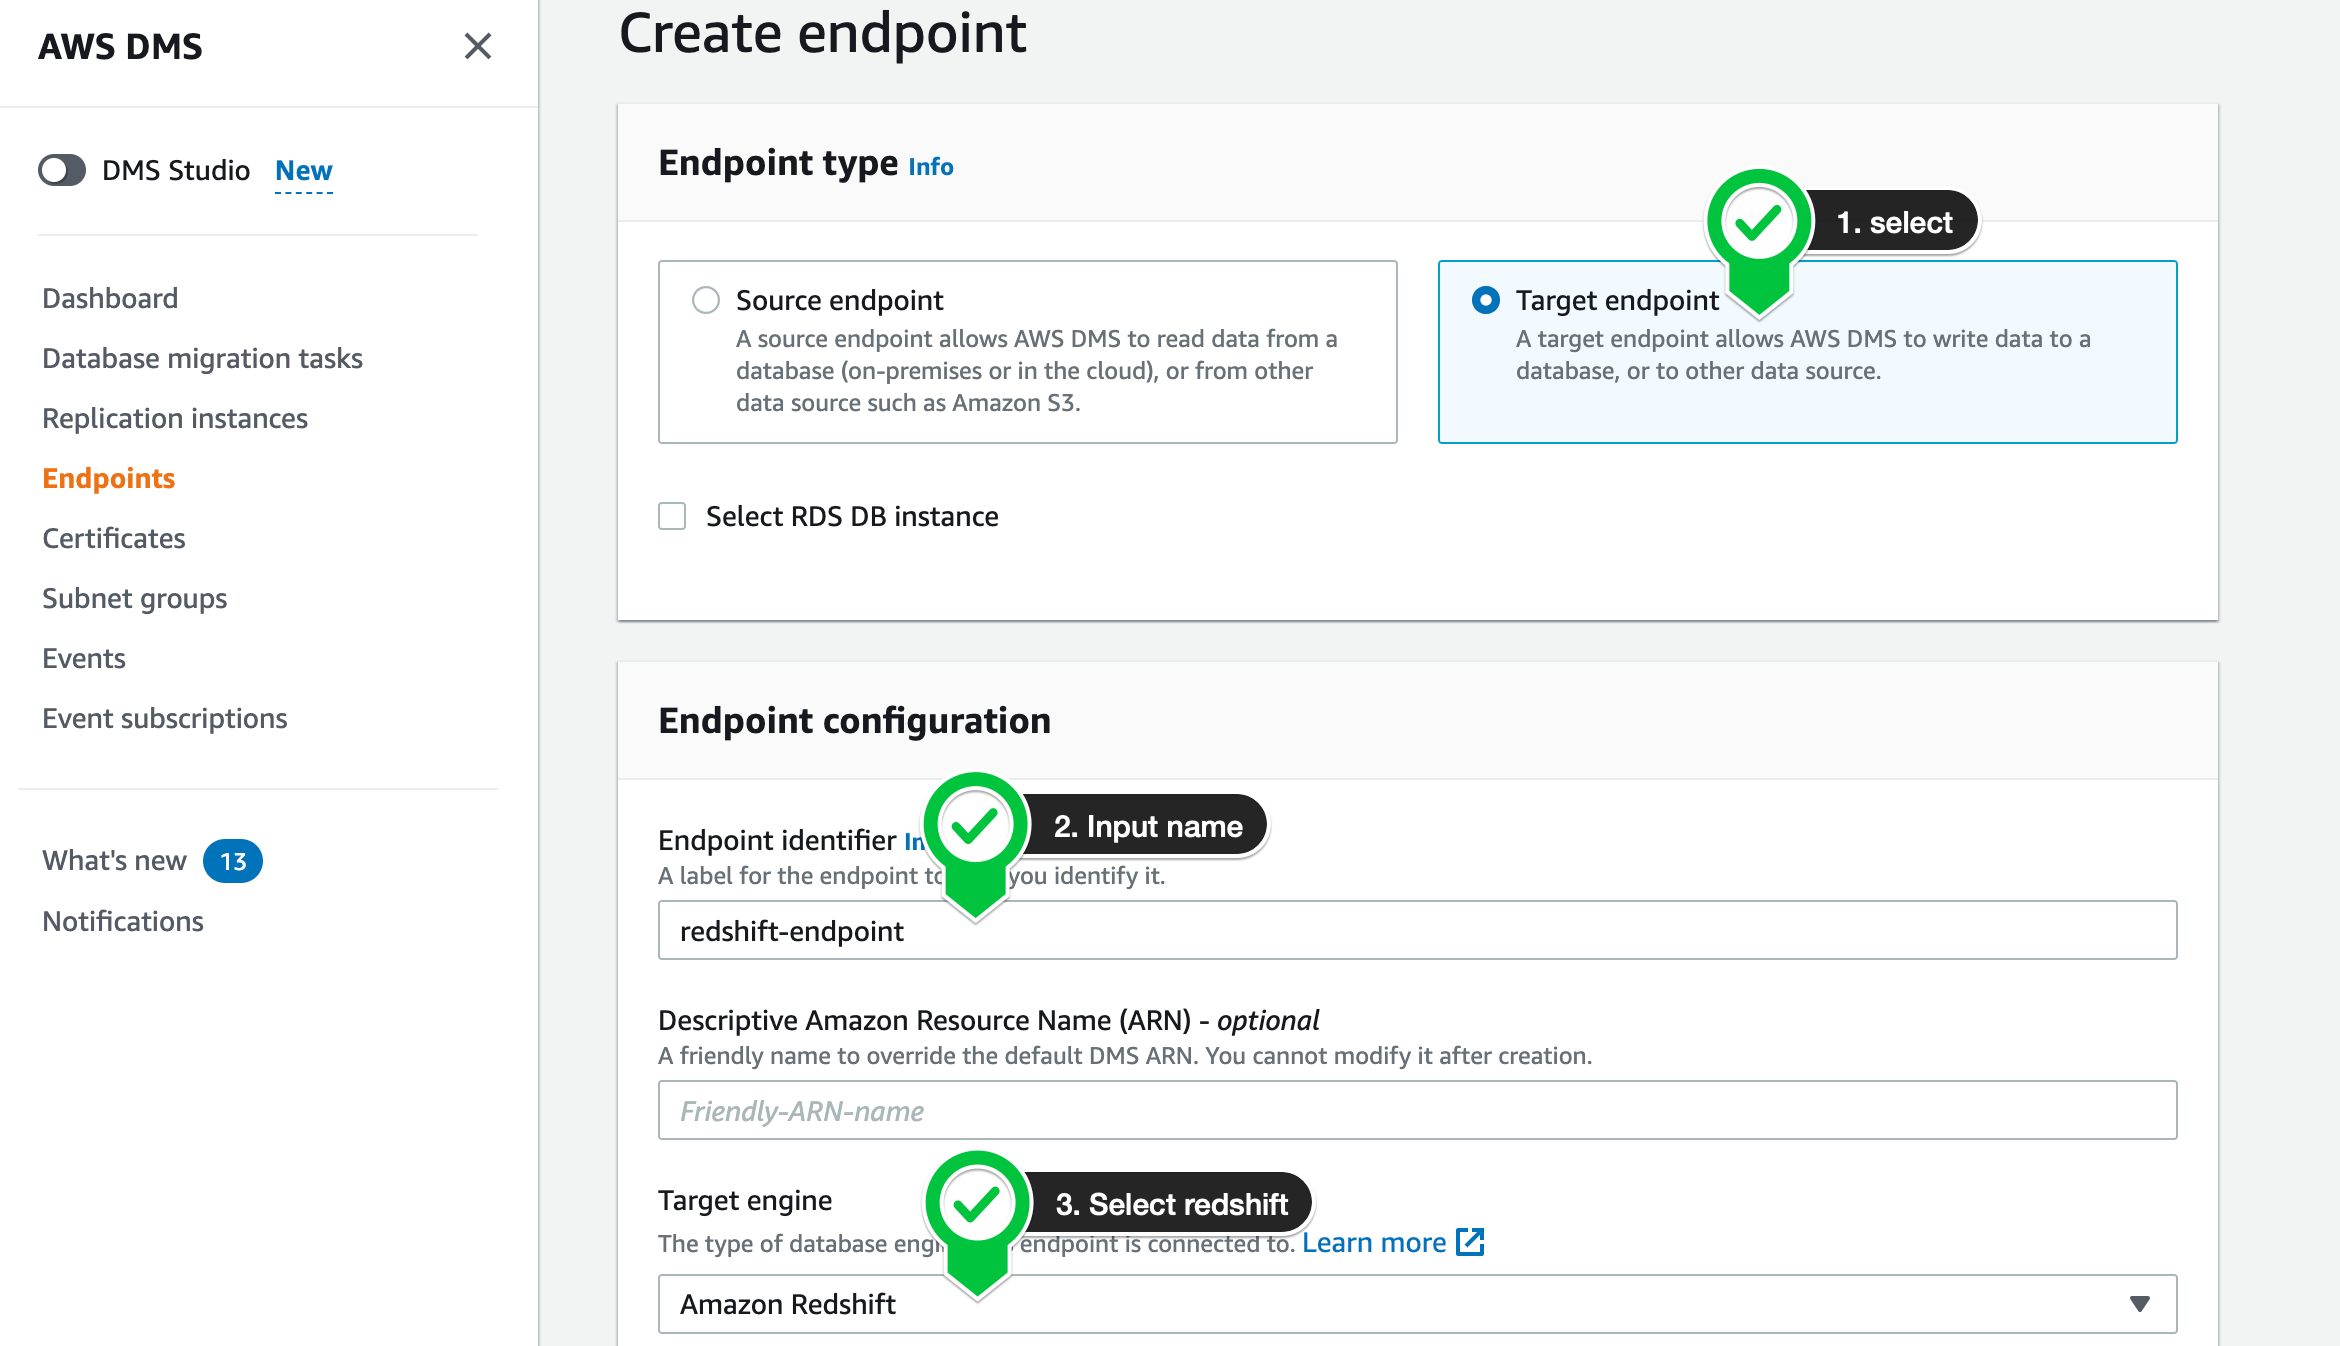 AWS DMS
DMS Studio New
Dashboard
Database migration tasks
Replication instances
Endpoints
Certificates
Subnet groups
Events
Event subscriptions
What's new 13
Notifications
Create endpoint
Endpoint type Info
1. select
Source endpoint
A source endpoint allows AWS DMS to read data from a
database (on-premises or in the cloud), or from other
data source such as Amazon S3.
Target endpoint
A target endpoint allows AWS DMS to write data to a
database, or to other data source.
Select RDS DB instance
Endpoint configuration
2. Input name
Endpoint identifier
A label for the endpoint you identify it.
redshift-endpoint
Descriptive Amazon Resource Name (ARN) - optional
A friendly name to override the default DMS ARN. You cannot modify it after creation.
Friendly-ARN-name
3. Select redshift
Target engine
The type of database endpoint is connected to. Learn more
Amazon Redshift